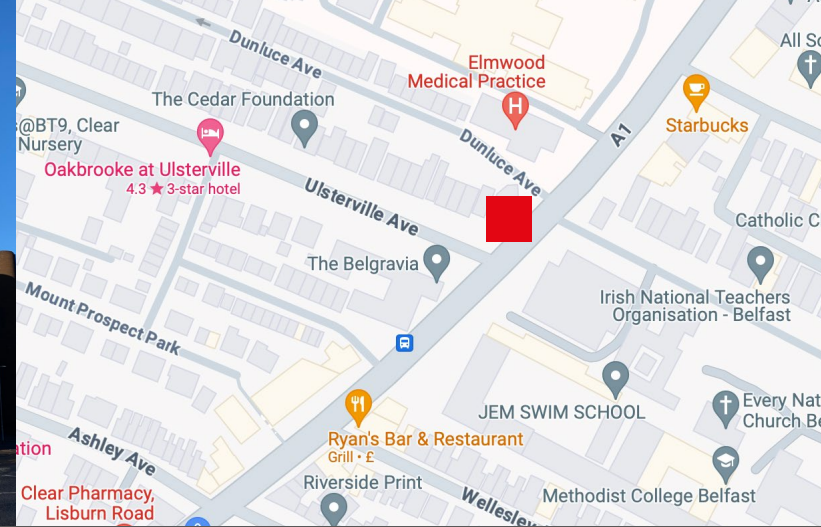 Dunluce Ave
Elmwood
Medical Practice
H
All
The Cedar Foundation
s@BT9, Clear
Nursery
Starbucks
A1
Dunluce Ave
Oakbrooke at Ulsterville
4.3 ★ 3-star hotel
Ulsterville Ave
Catholic C
The Belgravia
Irish National Teachers
Organisation - Belfast
Mount Prospect Park
JEM SWIM SCHOOL
Every Nat
Church Be
Ryan's Bar & Restaurant
Grill • £
Ashley Ave
ation
Riverside Print
Clear Pharmacy,
Lisburn Road
Wellesley
Methodist College Belfast